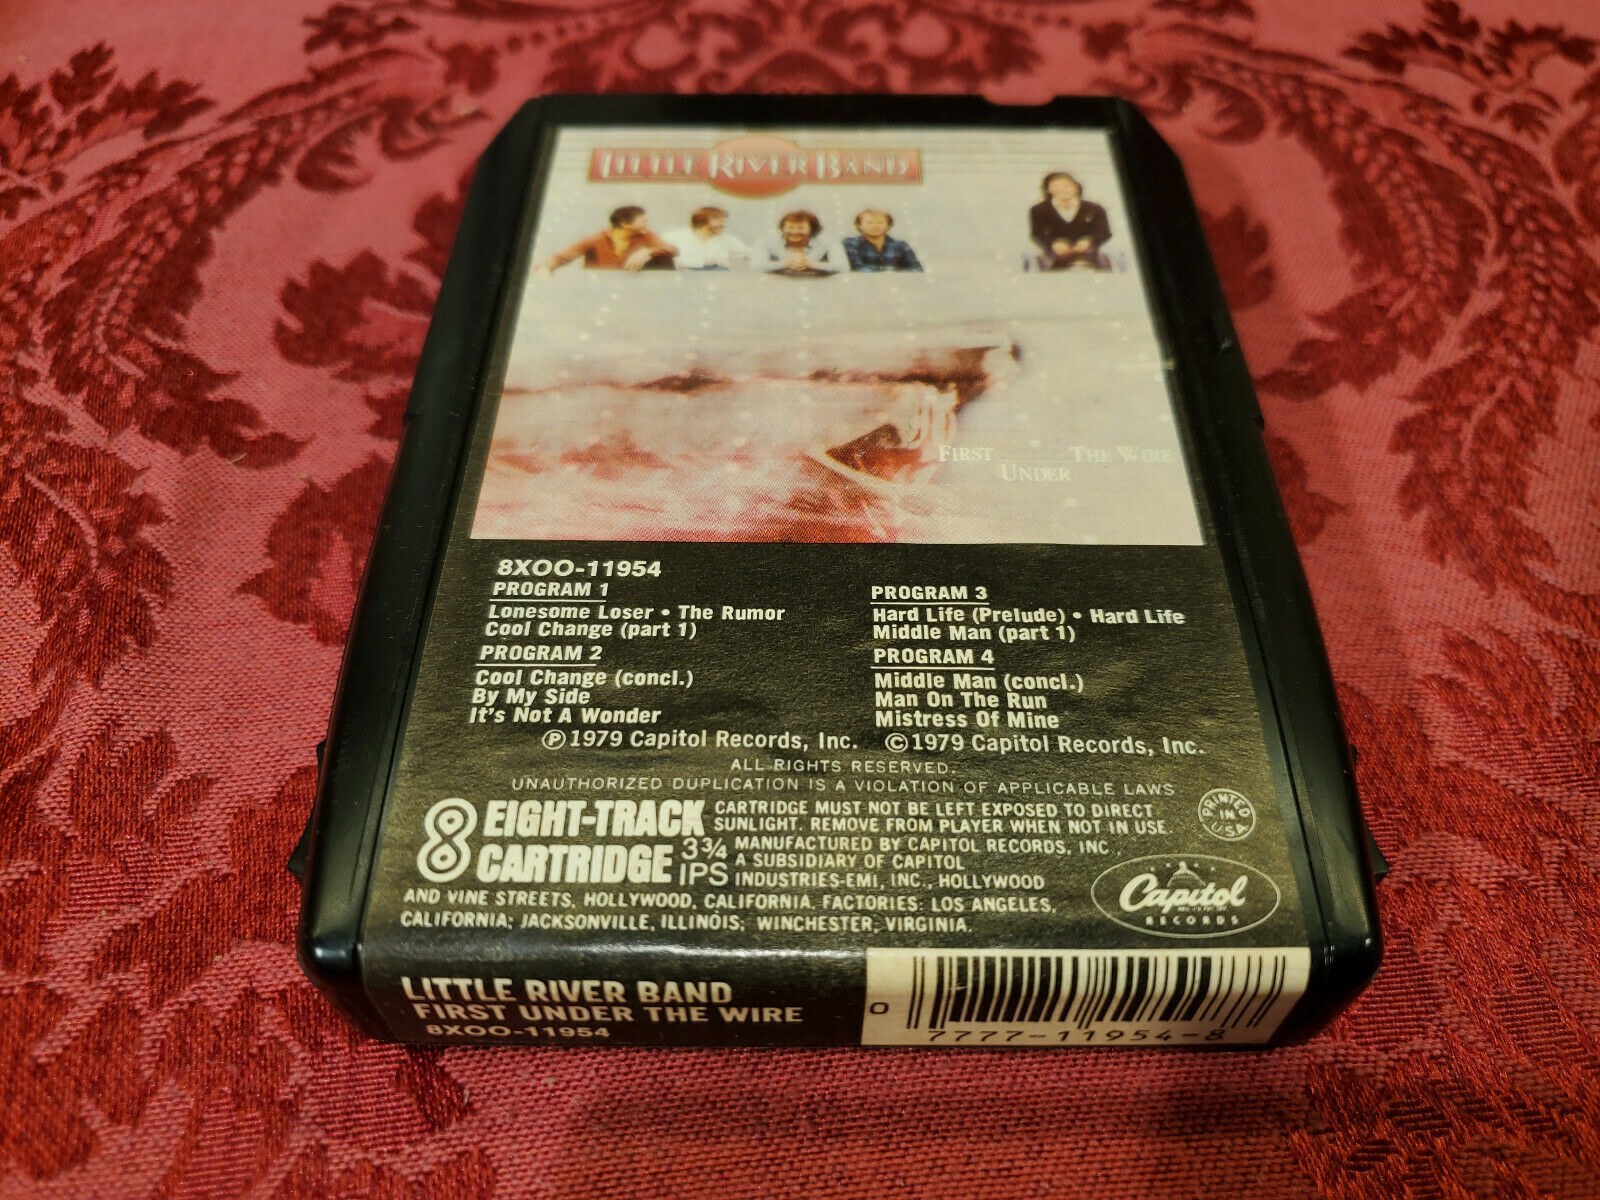 LITTLE RIVER BAND
FIRST THE WIRE
UNDER
8XOO-11954
PROGRAM 1
Lonesome Loser • The Rumor
Cool Change (part 1)
PROGRAM 2
Cool Change (concl.)
By My Side
It's Not A Wonder
PROGRAM 3
Hard Life (Prelude) • Hard Life
Middle Man (part 1)
PROGRAM 4
Middle Man (concl.)
Man On The Run
Mistress Of Mine
℗ 1979 Capitol Records, Inc. © 1979 Capitol Records, Inc.
ALL RIGHTS RESERVED.
UNAUTHORIZED DUPLICATION IS A VIOLATION OF APPLICABLE LAWS
8 EIGHT-TRACK
CARTRIDGE
3 3/4
IPS
CARTRIDGE MUST NOT BE LEFT EXPOSED TO DIRECT
SUNLIGHT. REMOVE FROM PLAYER WHEN NOT IN USE.
MANUFACTURED BY CAPITOL RECORDS, INC.,
A SUBSIDIARY OF CAPITOL
INDUSTRIES-EMI, INC., HOLLYWOOD
AND VINE STREETS, HOLLYWOOD, CALIFORNIA. FACTORIES: LOS ANGELES,
CALIFORNIA; JACKSONVILLE, ILLINOIS; WINCHESTER, VIRGINIA.
PRINTED
IN
USA
Capitol
RECORDS
LITTLE RIVER BAND
FIRST UNDER THE WIRE
8XOO-11954
0
7777-11954-8